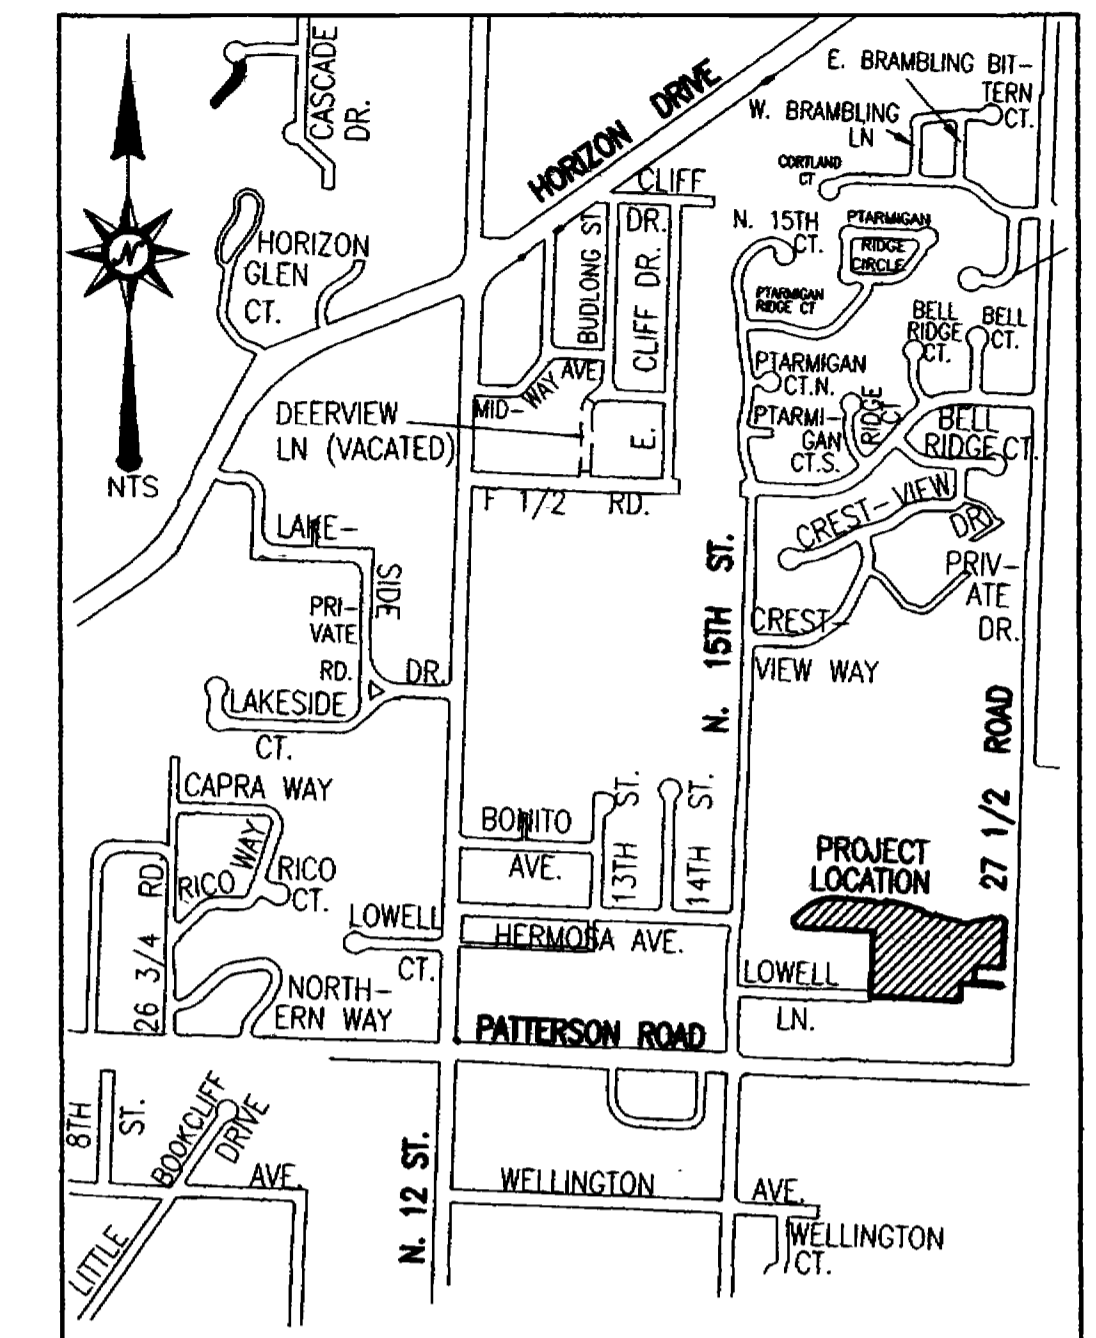 CASCADE
DR.
HORIZON DRIVE
E. BRAMBLING BIT-
TERN
CT.
W. BRAMBLING
LN
CORTLAND
CT
N
NTS
HORIZON
GLEN
CT.
CLIFF
DR.
BUDLONG ST
CLIFF DR.
E.
N. 15TH
CT.
PTARMIGAN
RIDGE
CIRCLE
PTARMIGAN
RIDGE CT
BELL
RIDGE
CT.
BELL
CT.
PTARMIGAN
CT.N.
PTARMI-
GAN
CT.S.
RIDGE
CT
BELL
RIDGE CT.
MID-
WAY
AVE
DEERVIEW
LN (VACATED)
F 1/2 RD.
CREST-VIEW
DR.
PRIV-
ATE
DR.
LAKE-
SIDE
DR.
PRI-
VATE
RD.
N. 15TH ST.
CREST-
VIEW WAY
LAKESIDE
CT.
27 1/2 ROAD
CAPRA WAY
RICO WAY
RICO
CT.
BONITO
AVE.
13TH ST.
14TH ST.
PROJECT
LOCATION
26 3/4 RD
LOWELL
CT.
HERMOSA AVE.
LOWELL
LN.
NORTH-
ERN WAY
PATTERSON ROAD
8TH
ST.
BOOKCLIFF
DRIVE
AVE.
LITTLE
N. 12 ST.
WELLINGTON
AVE.
WELLINGTON
CT.